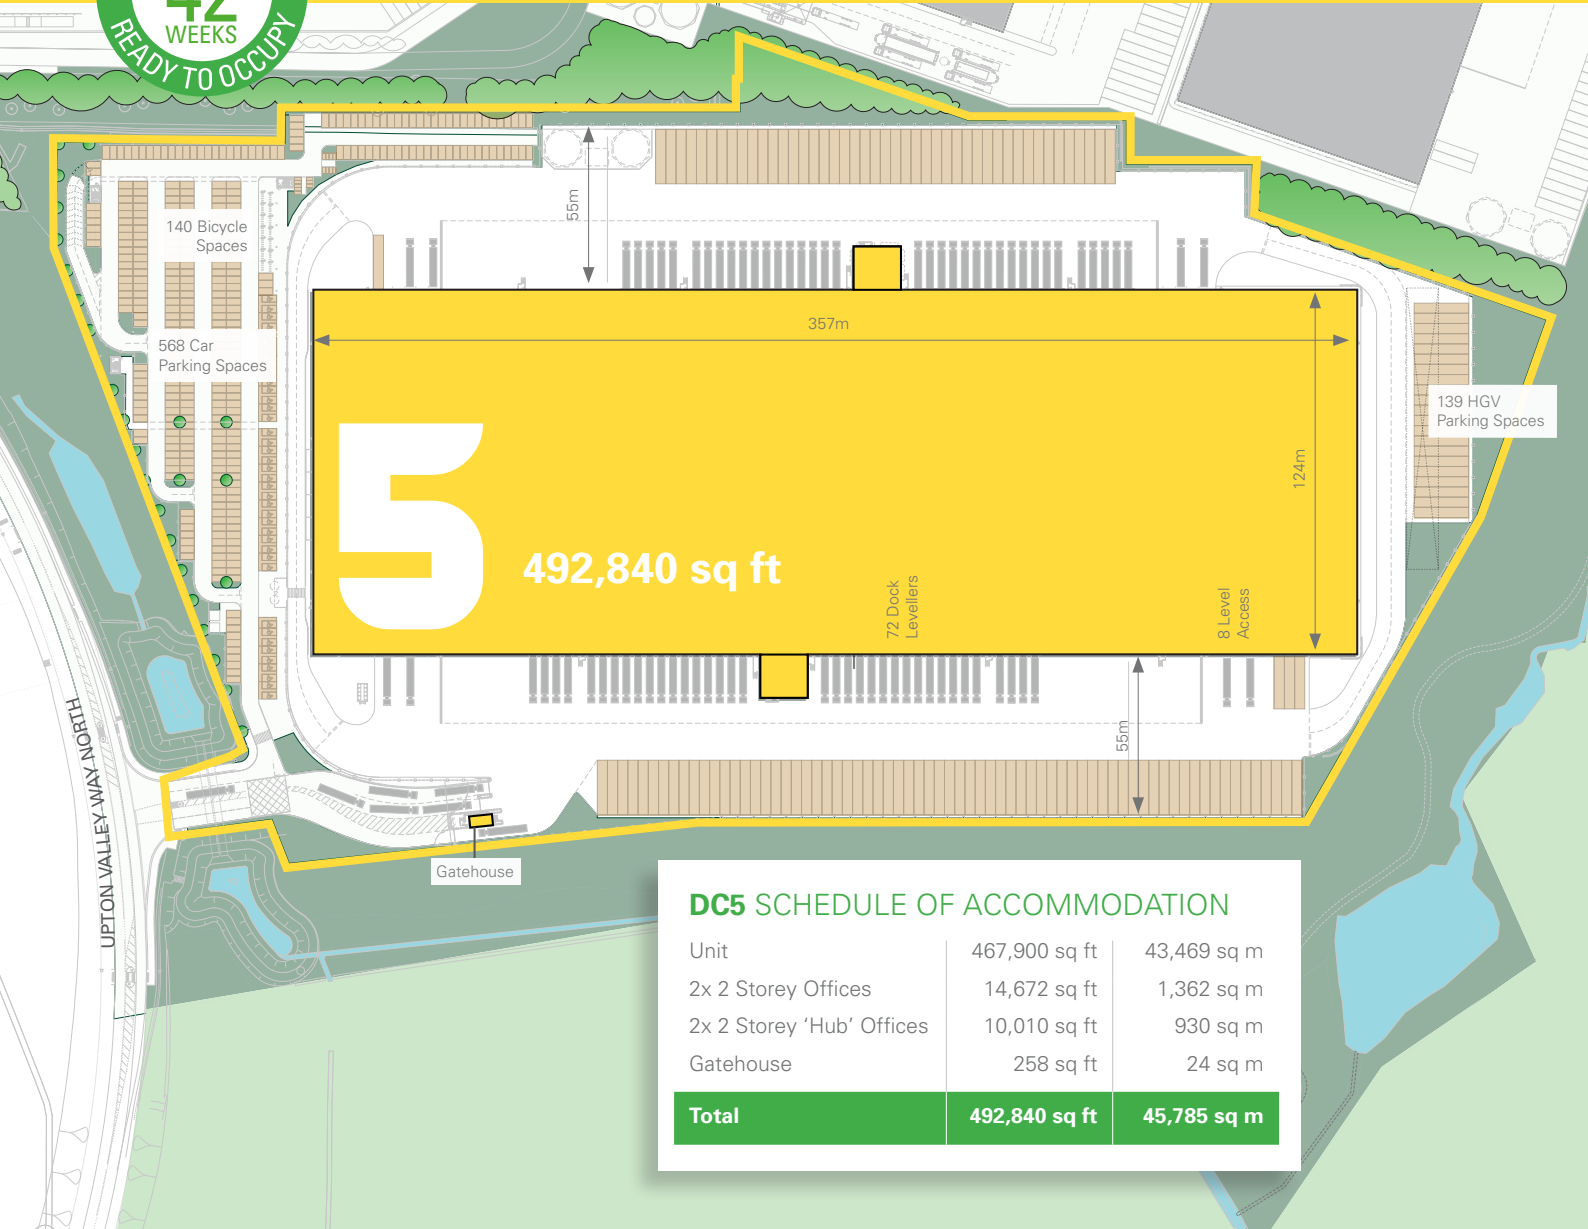 42
WEEKS
READY TO OCCUPY
55m
140 Bicycle
Spaces
357m
568 Car
Parking Spaces
139 HGV
Parking Spaces
124m
5
492,840 sq ft
72 Dock
Levellers
8 Level
Access
55m
UPTON VALLEY WAY NORTH
Gatehouse
DC5 SCHEDULE OF ACCOMMODATION
Unit 467,900 sq ft 43,469 sq m
2x 2 Storey Offices 14,672 sq ft 1,362 sq m
2x 2 Storey ‘Hub’ Offices 10,010 sq ft 930 sq m
Gatehouse 258 sq ft 24 sq m
Total 492,840 sq ft 45,785 sq m